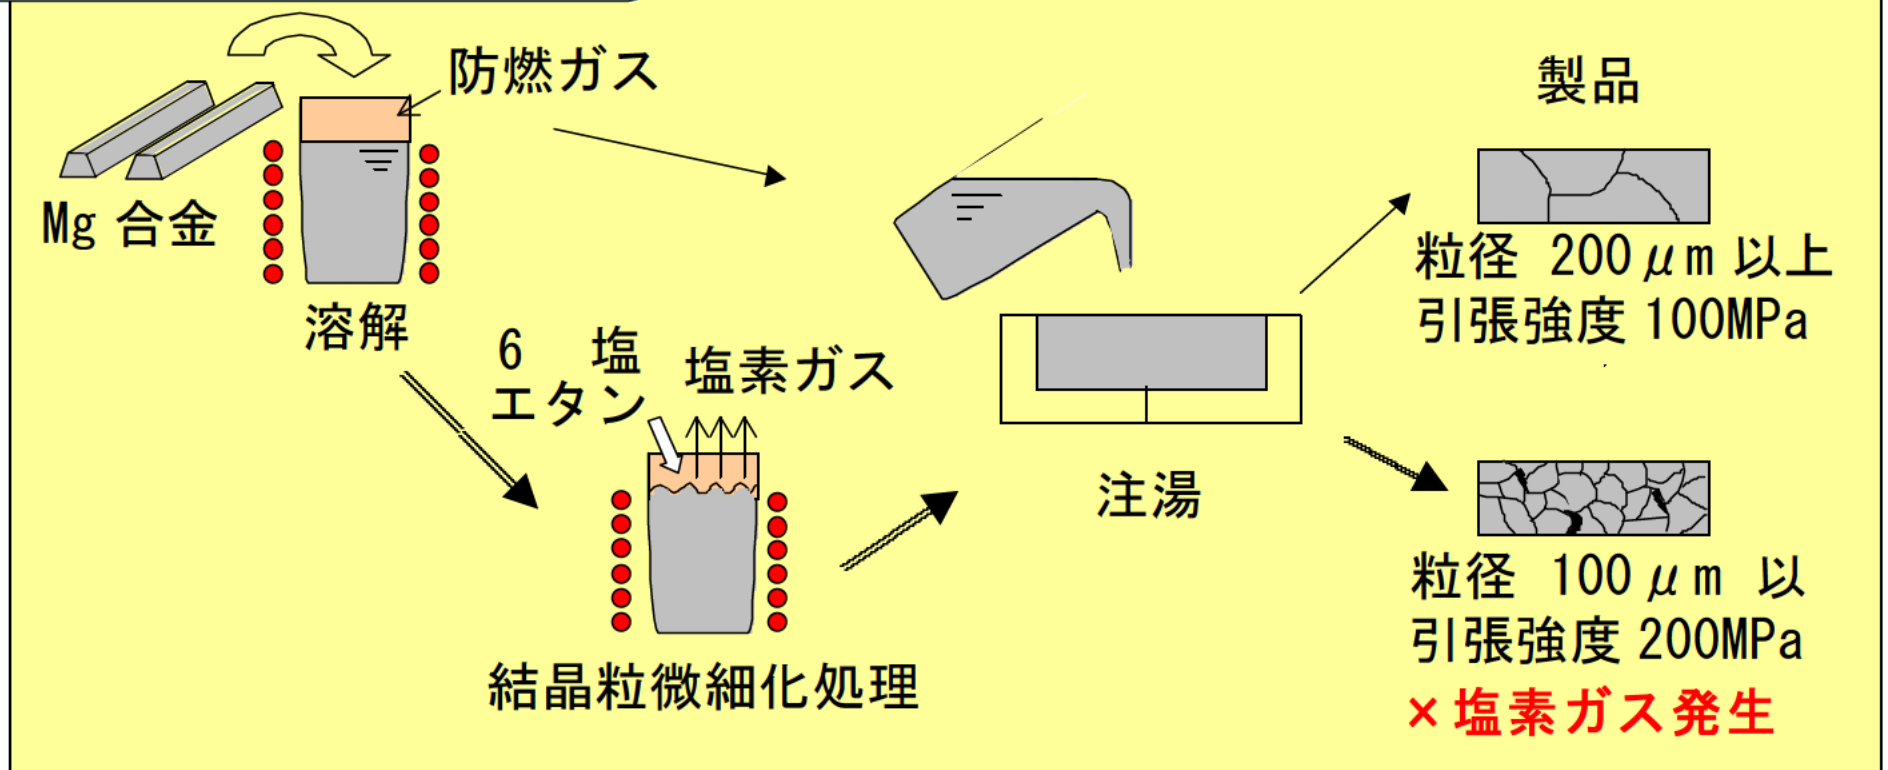 防燃ガス
Mg 合金
溶解
6 塩
エタン
塩素ガス
結晶粒微細化処理
注湯
製品
粒径 200μm 以上
引張強度 100MPa
粒径 100μm 以
引張強度 200MPa
×塩素ガス発生